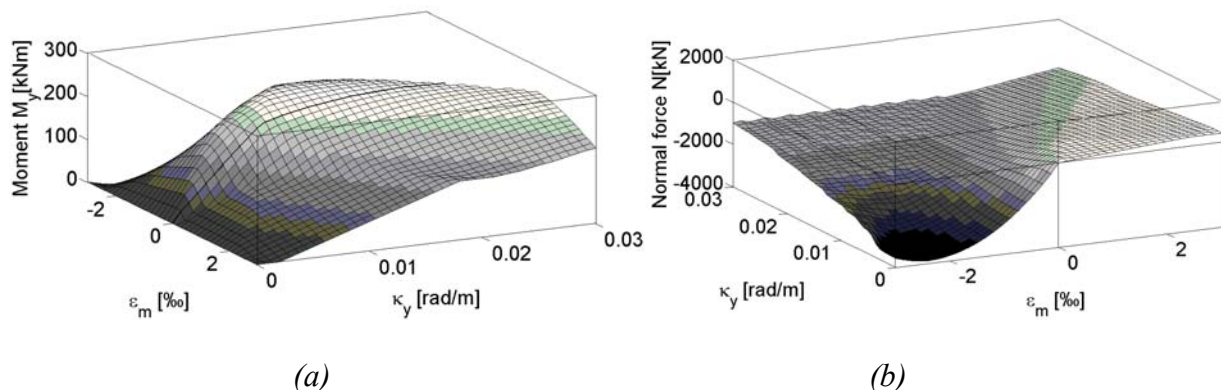 Moment M_y [kNm]
300
200
100
0
-2
0
2
0
0.01
0.02
0.03
ε_m [‰]
κ_y [rad/m]
(a)
Normal force N[kN]
2000
0
-2000
-4000
0.03
0.02
0.01
0
-2
0
2
κ_y [rad/m]
ε_m [‰]
(b)